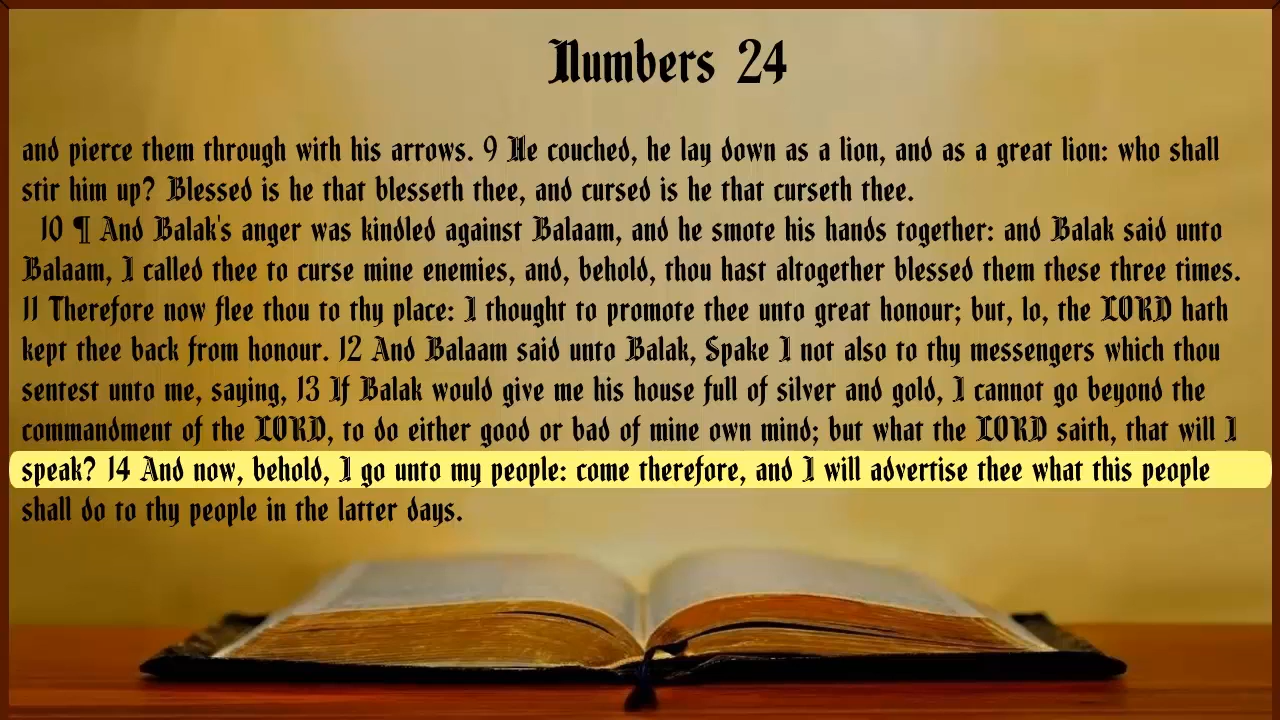 Numbers 24
and pierce them through with his arrows. 9 He couched, he lay down as a lion, and as a great lion: who shall
stir him up? Blessed is he that blesseth thee, and cursed is he that curseth thee.
10 ¶ And Balak's anger was kindled against Balaam, and he smote his hands together: and Balak said unto
Balaam, I called thee to curse mine enemies, and, behold, thou hast altogether blessed them these three times.
11 Therefore now flee thou to thy place: I thought to promote thee unto great honour; but, lo, the LORD hath
kept thee back from honour. 12 And Balaam said unto Balak, Spake I not also to thy messengers which thou
sentest unto me, saying, 13 If Balak would give me his house full of silver and gold, I cannot go beyond the
commandment of the LORD, to do either good or bad of mine own mind; but what the LORD saith, that will I
speak? 14 And now, behold, I go unto my people: come therefore, and I will advertise thee what this people
shall do to thy people in the latter days.